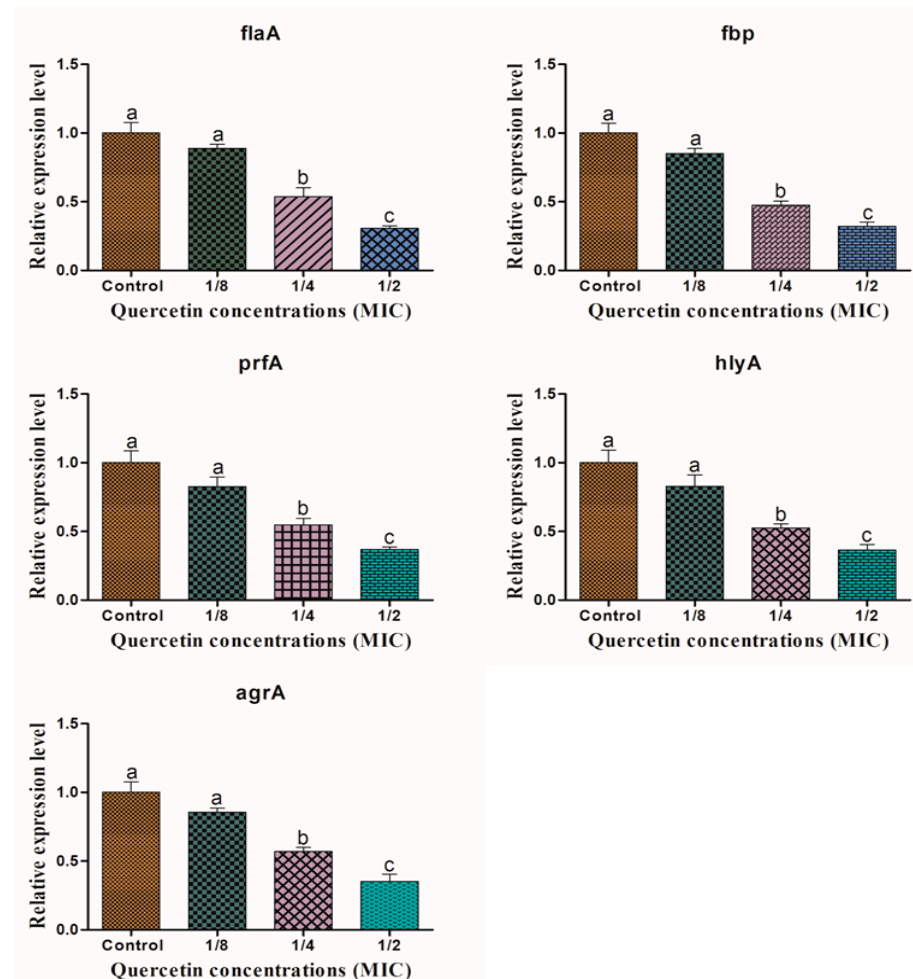 flaA
Relative expression level
1.5
1.0
0.5
0.0
a
a
b
c
Control 1/8 1/4 1/2
Quercetin concentrations (MIC)
fbp
Relative expression level
1.5
1.0
0.5
0.0
a
a
b
c
Control 1/8 1/4 1/2
Quercetin concentrations (MIC)
prfA
Relative expression level
1.5
1.0
0.5
0.0
a
a
b
c
Control 1/8 1/4 1/2
Quercetin concentrations (MIC)
hlyA
Relative expression level
1.5
1.0
0.5
0.0
a
a
b
c
Control 1/8 1/4 1/2
Quercetin concentrations (MIC)
agrA
Relative expression level
1.5
1.0
0.5
0.0
a
a
b
c
Control 1/8 1/4 1/2
Quercetin concentrations (MIC)